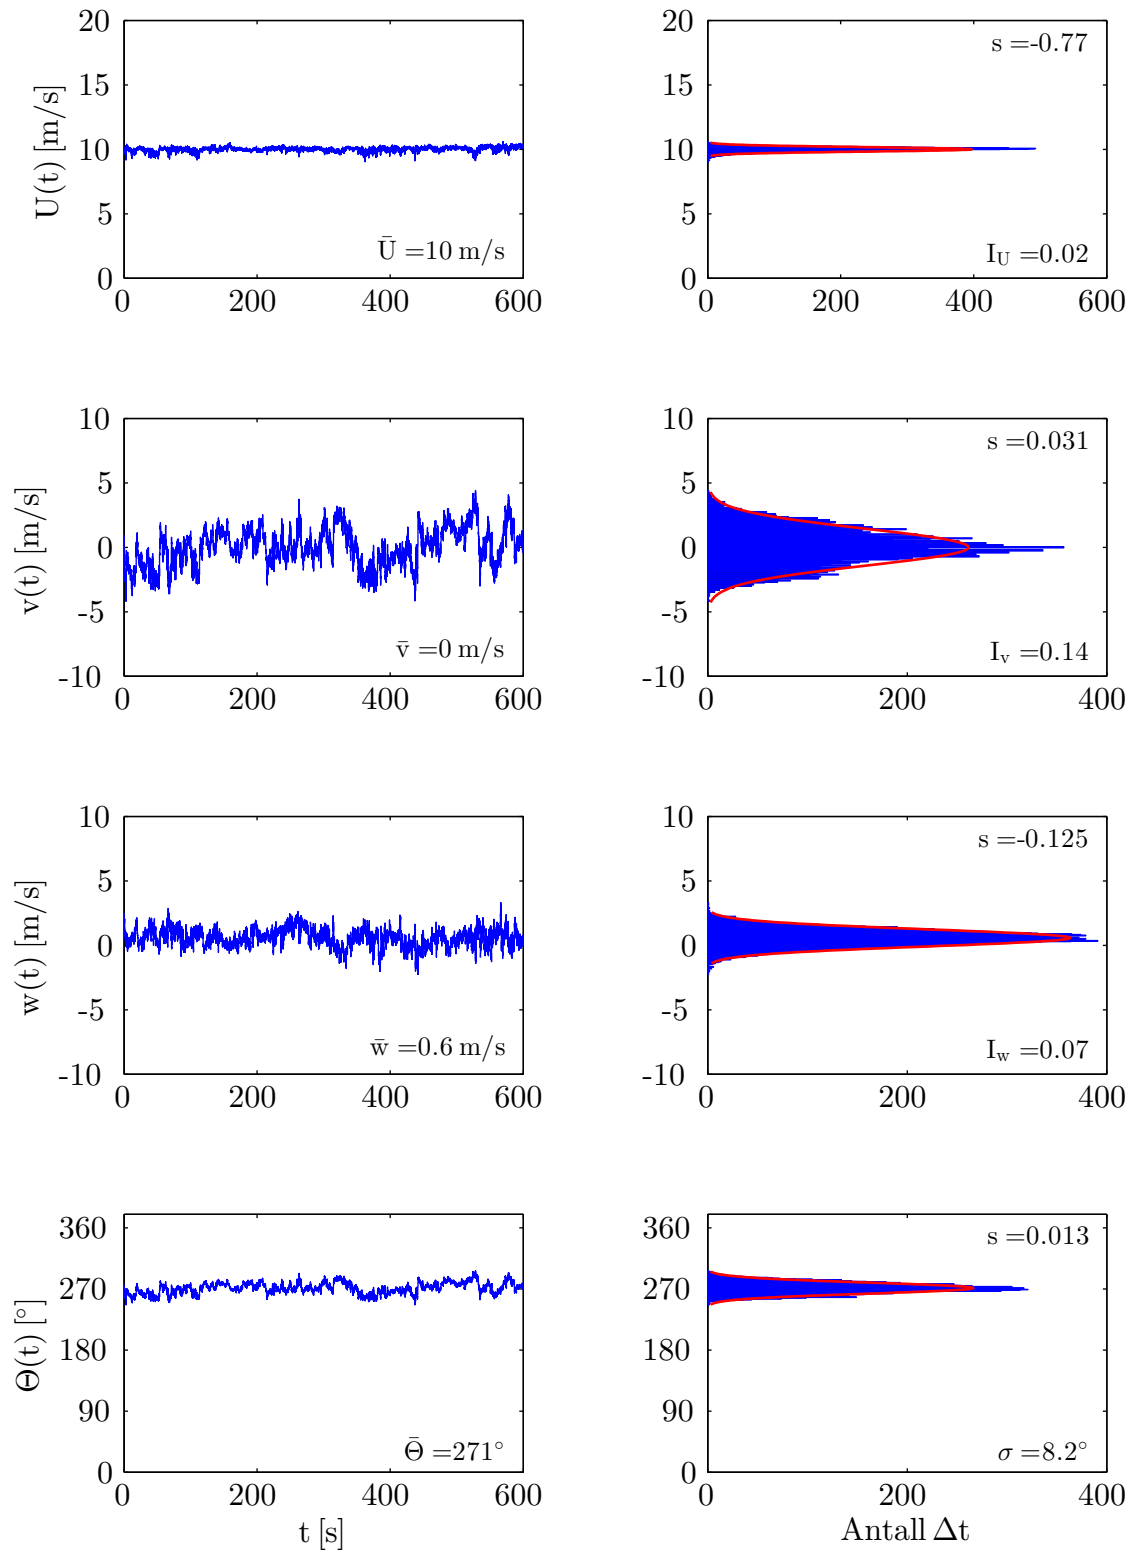 20
15
10
5
0
U(t) [m/s]
Ū =10 m/s
0 200 400 600
s =-0.77
20
15
10
5
0
I_U =0.02
0 200 400 600
10
5
0
-5
-10
v(t) [m/s]
v̄ =0 m/s
0 200 400 600
s =0.031
10
5
0
-5
-10
I_v =0.14
0 200 400
10
5
0
-5
-10
w(t) [m/s]
w̄ =0.6 m/s
0 200 400 600
s =-0.125
10
5
0
-5
-10
I_w =0.07
0 200 400
360
270
180
90
0
Θ(t) [°]
Θ̄ =271°
0 200 400 600
t [s]
s =0.013
360
270
180
90
0
σ =8.2°
0 200 400
Antall Δt